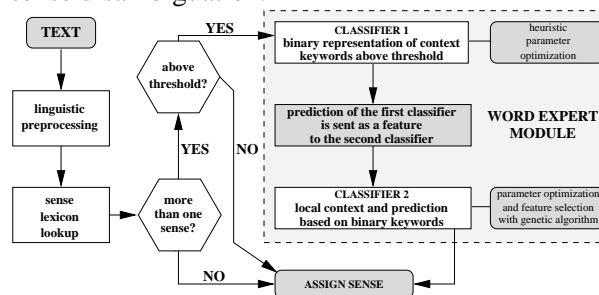 sense disambiguation.
TEXT
linguistic
preprocessing
sense
lexicon
lookup
more
than one
sense?
YES
NO
above
threshold?
YES
NO
CLASSIFIER 1
binary representation of context
keywords above threshold
heuristic
parameter
optimization
prediction of the first classifier
is sent as a feature
to the second classifier
WORD EXPERT
MODULE
CLASSIFIER 2
local context and prediction
based on binary keywords
parameter optimization
and feature selection
with genetic algorithm
ASSIGN SENSE